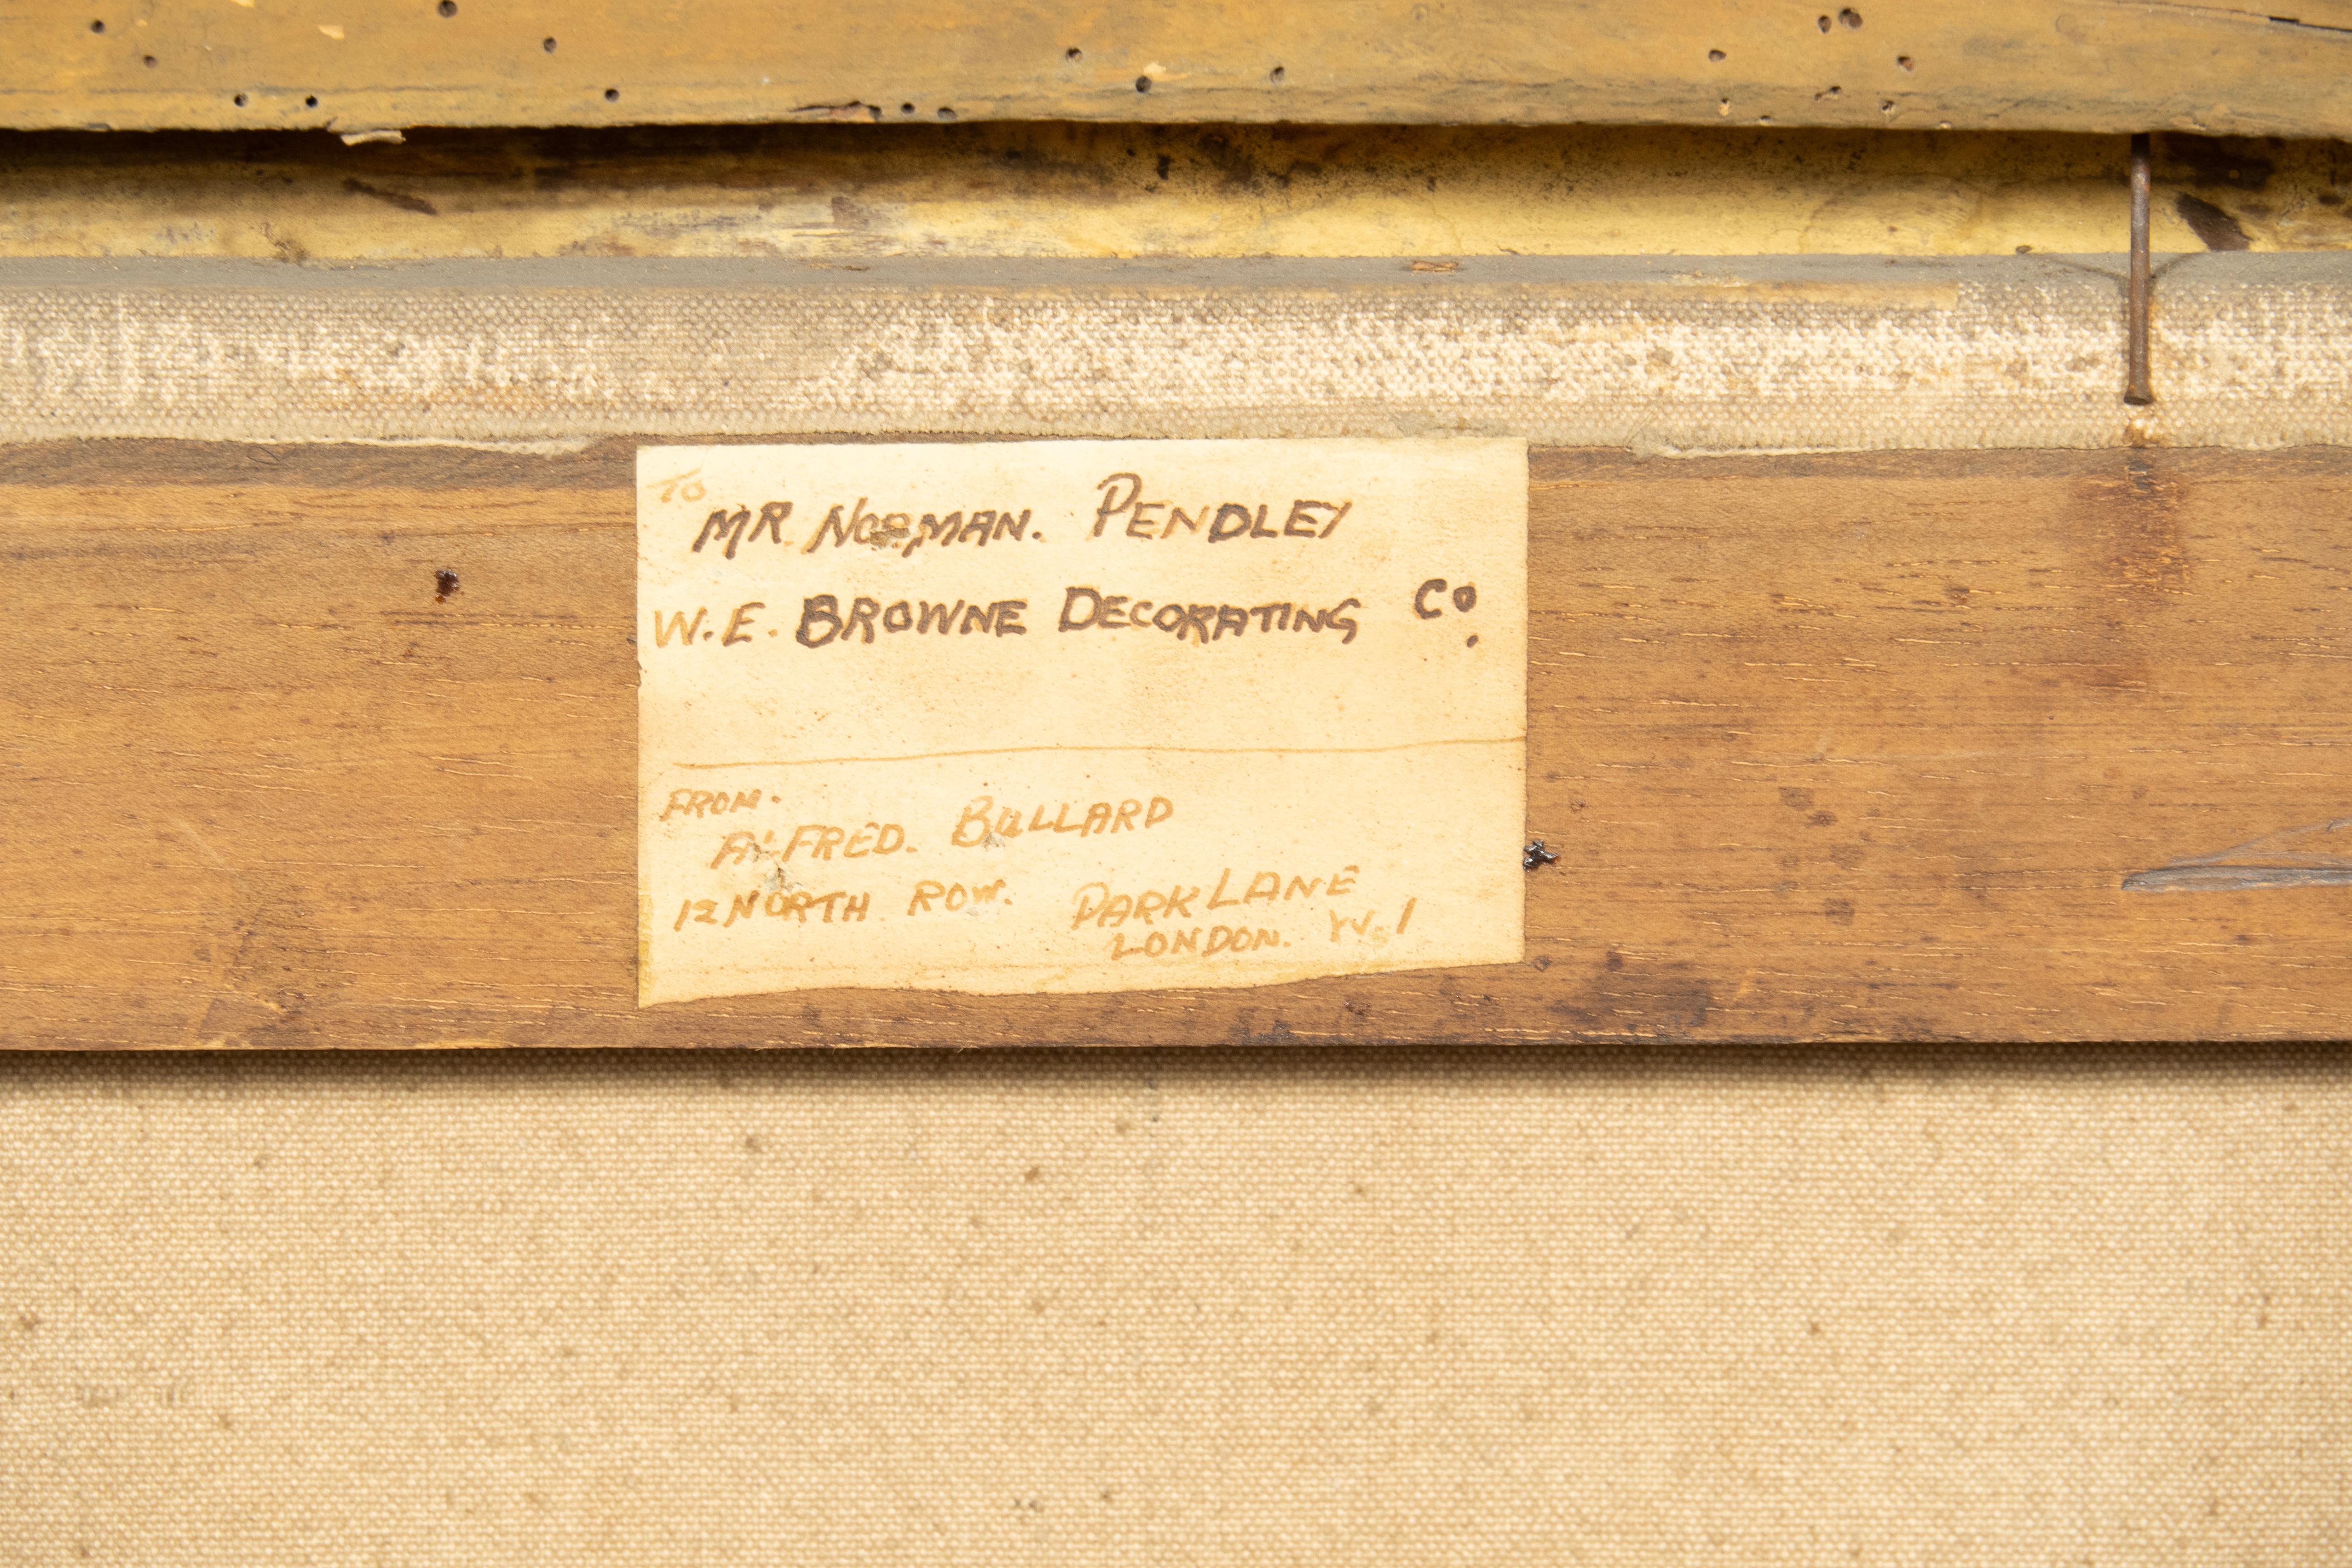 TO
MR NORMAN. PENDLEY
W.E. BROWNE DECORATING Co.
FROM.
ALFRED. BULLARD
12 NORTH ROW. PARK LANE
LONDON. W.1